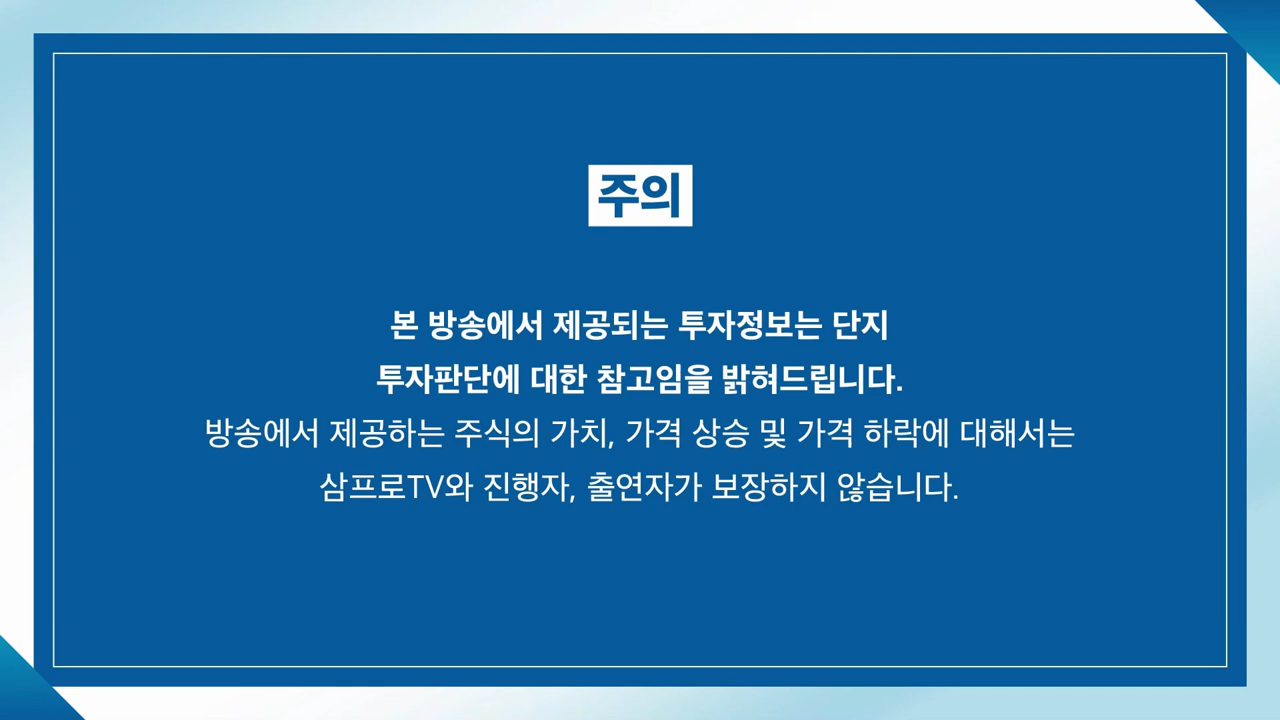 주의
본 방송에서 제공되는 투자정보는 단지
투자판단에 대한 참고임을 밝혀드립니다.
방송에서 제공하는 주식의 가치, 가격 상승 및 가격 하락에 대해서는
삼프로TV와 진행자, 출연자가 보장하지 않습니다.